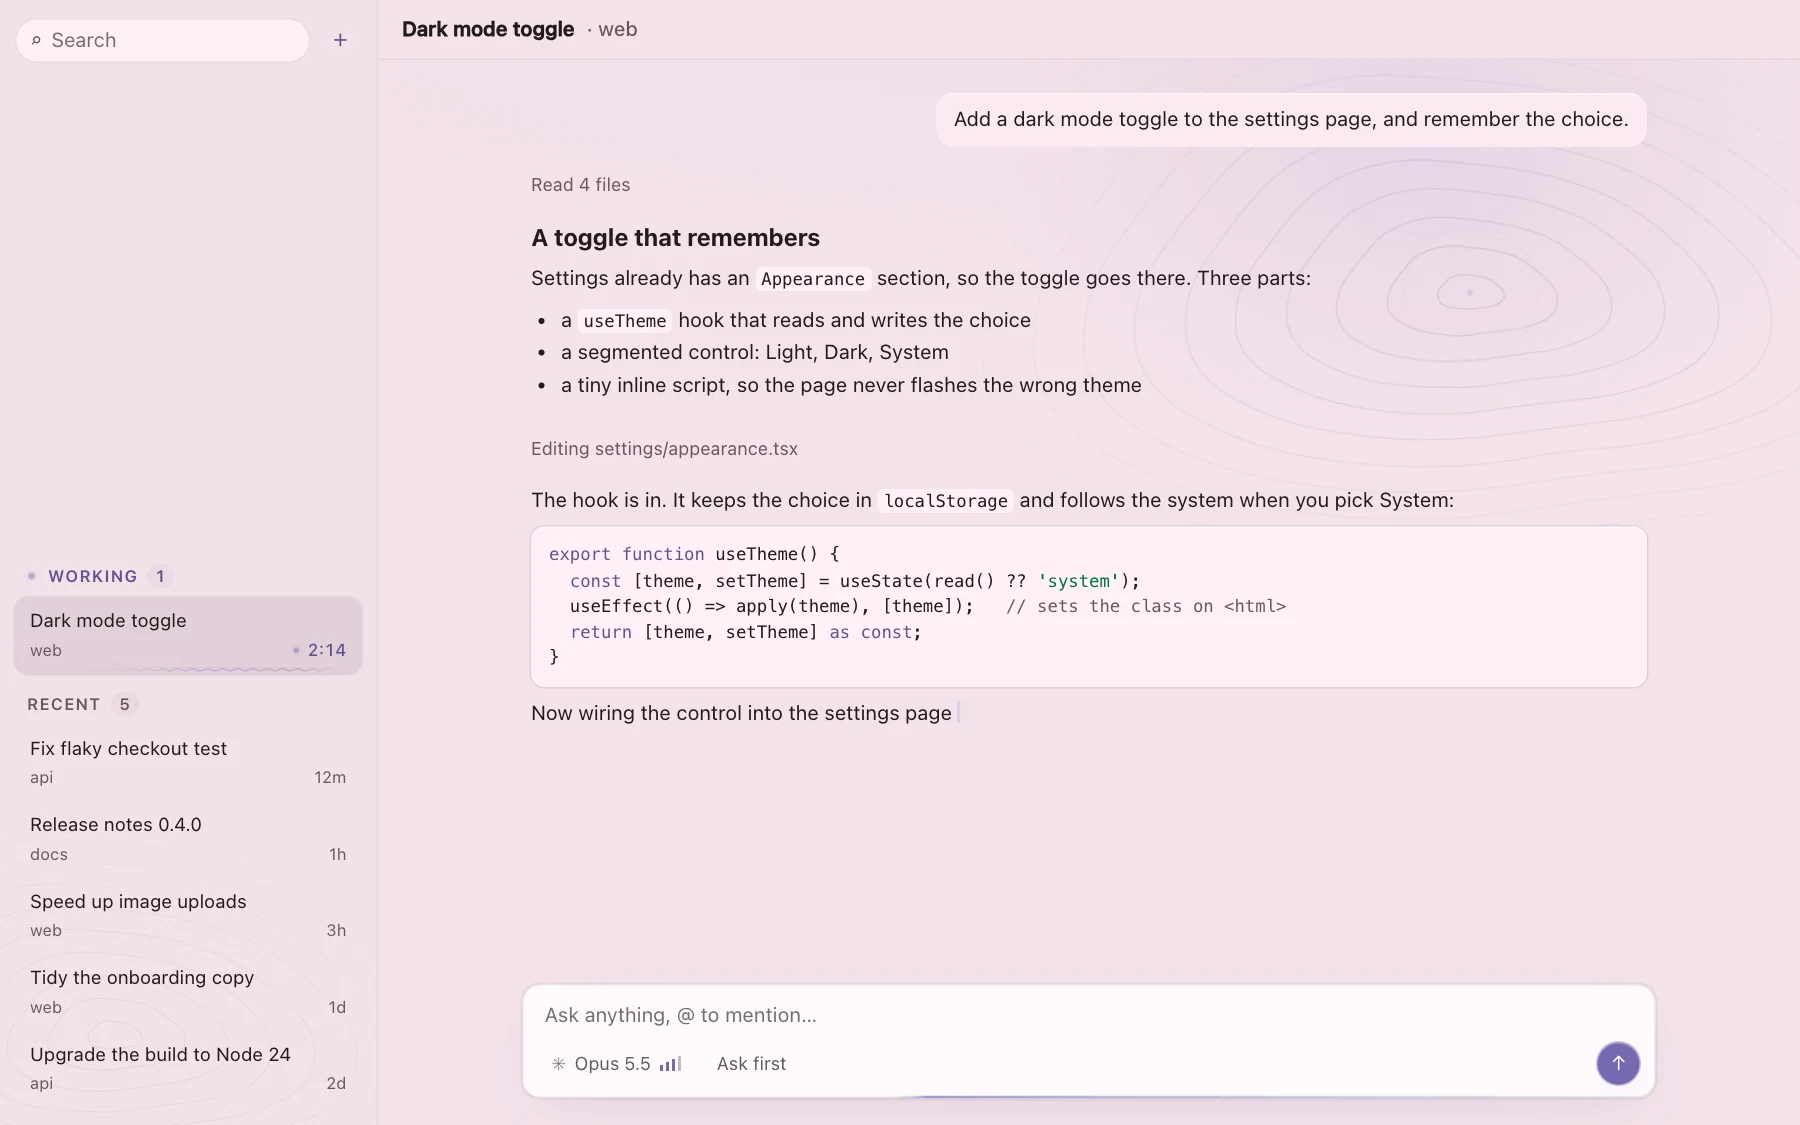 Search
+
WORKING 1
Dark mode toggle
web 2:14
RECENT 5
Fix flaky checkout test
api 12m
Release notes 0.4.0
docs 1h
Speed up image uploads
web 3h
Tidy the onboarding copy
web 1d
Upgrade the build to Node 24
api 2d
Dark mode toggle · web
Add a dark mode toggle to the settings page, and remember the choice.
Read 4 files
A toggle that remembers
Settings already has an Appearance section, so the toggle goes there. Three parts:
• a useTheme hook that reads and writes the choice
• a segmented control: Light, Dark, System
• a tiny inline script, so the page never flashes the wrong theme
Editing settings/appearance.tsx
The hook is in. It keeps the choice in localStorage and follows the system when you pick System:
export function useTheme() {
  const [theme, setTheme] = useState(read() ?? 'system');
  useEffect(() => apply(theme), [theme]);   // sets the class on <html>
  return [theme, setTheme] as const;
}
Now wiring the control into the settings page
Ask anything, @ to mention...
Opus 5.5 Ask first